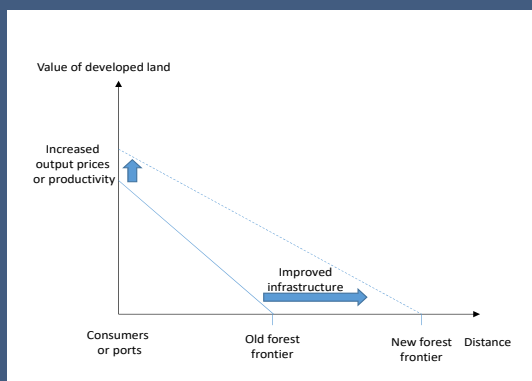 Value of developed land
Increased
output prices
or productivity
Improved
infrastructure
Consumers
or ports
Old forest
frontier
New forest
frontier
Distance